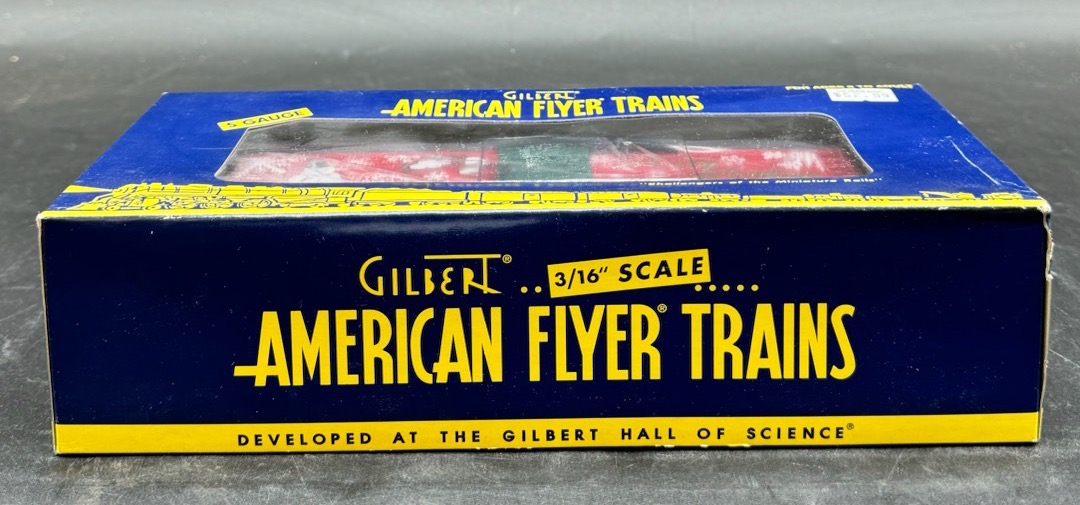 GILBERT
AMERICAN FLYER TRAINS
S GAUGE
"Challengers of the Miniature Rails"
GILBERT® ..3/16" SCALE.....
AMERICAN FLYER® TRAINS
DEVELOPED AT THE GILBERT HALL OF SCIENCE®